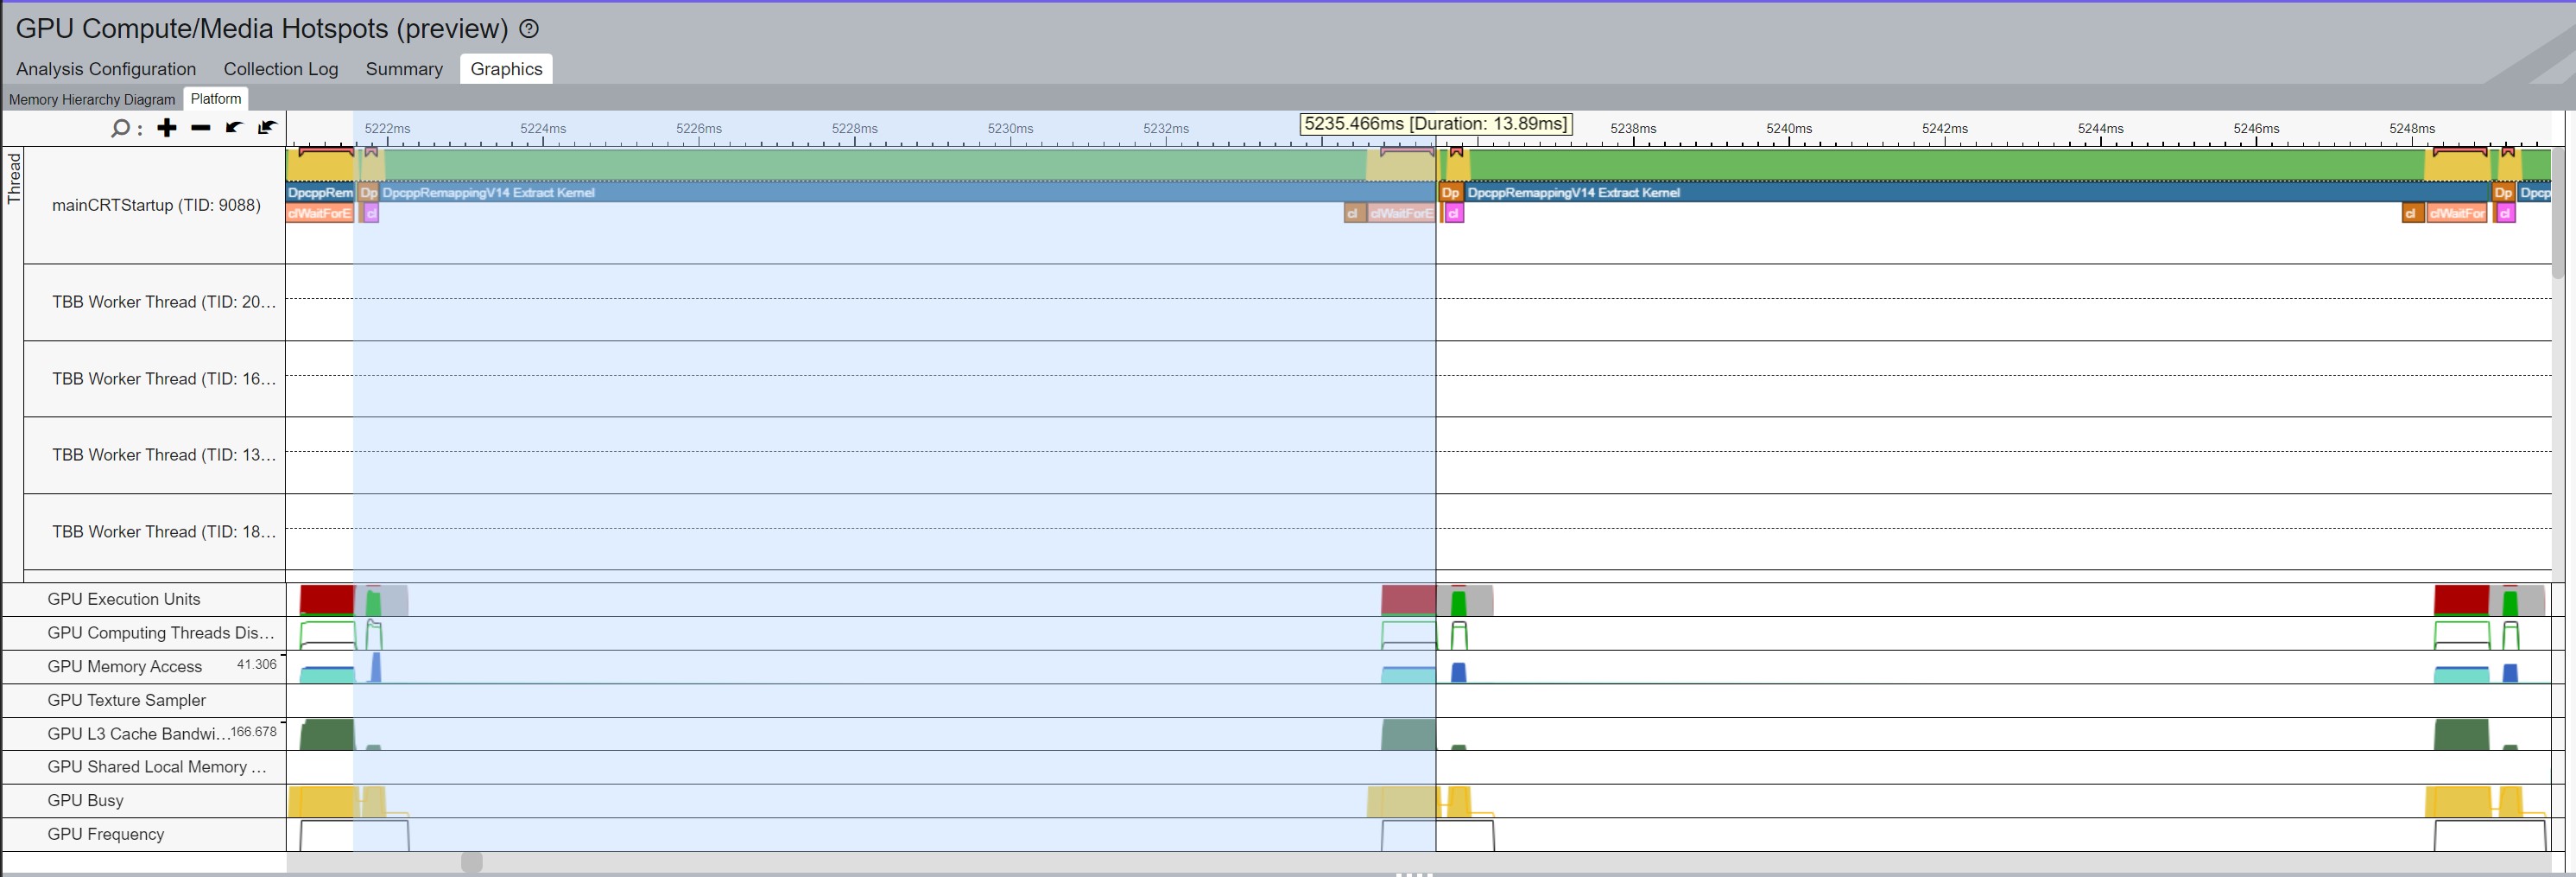 GPU Compute/Media Hotspots (preview) ?
Analysis Configuration Collection Log Summary Graphics
Memory Hierarchy Diagram Platform
: 5222ms 5224ms 5226ms 5228ms 5230ms 5232ms 5235.466ms [Duration: 13.89ms] 5238ms 5240ms 5242ms 5244ms 5246ms 5248ms
Thread
DpcppRem Dp DpcppRemappingV14 Extract Kernel Dp DpcppRemappingV14 Extract Kernel Dp Dpcp
mainCRTStartup (TID: 9088)
clWaitForE cl cl clWaitForE cl cl clWaitFor cl
TBB Worker Thread (TID: 20...
TBB Worker Thread (TID: 16...
TBB Worker Thread (TID: 13...
TBB Worker Thread (TID: 18...
GPU Execution Units
GPU Computing Threads Dis...
GPU Memory Access 41.306
GPU Texture Sampler
GPU L3 Cache Bandwi... 166.678
GPU Shared Local Memory ...
GPU Busy
GPU Frequency